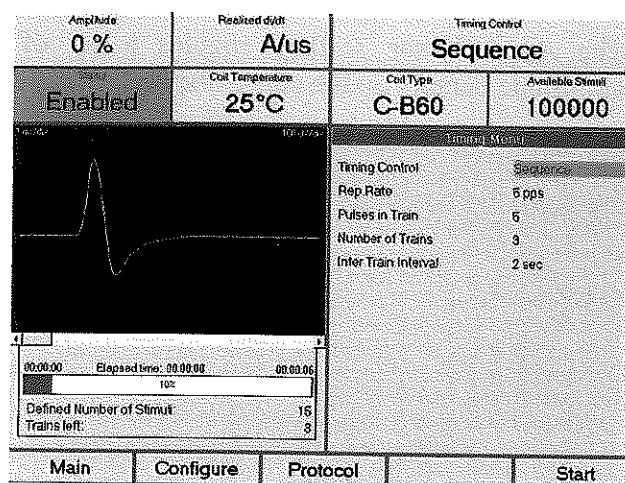 Amplitude
0 %
Realized di/dt
A/us
Timing Control
Sequence
Status
Enabled
Coil Temperature
25°C
Coil Type
C-B60
Available Stimuli
100000
Timing Menu
Timing Control Sequence
Rep Rate 5 pps
Pulses in Train 5
Number of Trains 3
Inter Train Interval 2 sec
00:00:00 Elapsed time: 00:00:00 00:00:06
10%
Defined Number of Stimuli: 15
Trains left: 3
Main Configure Protocol Start